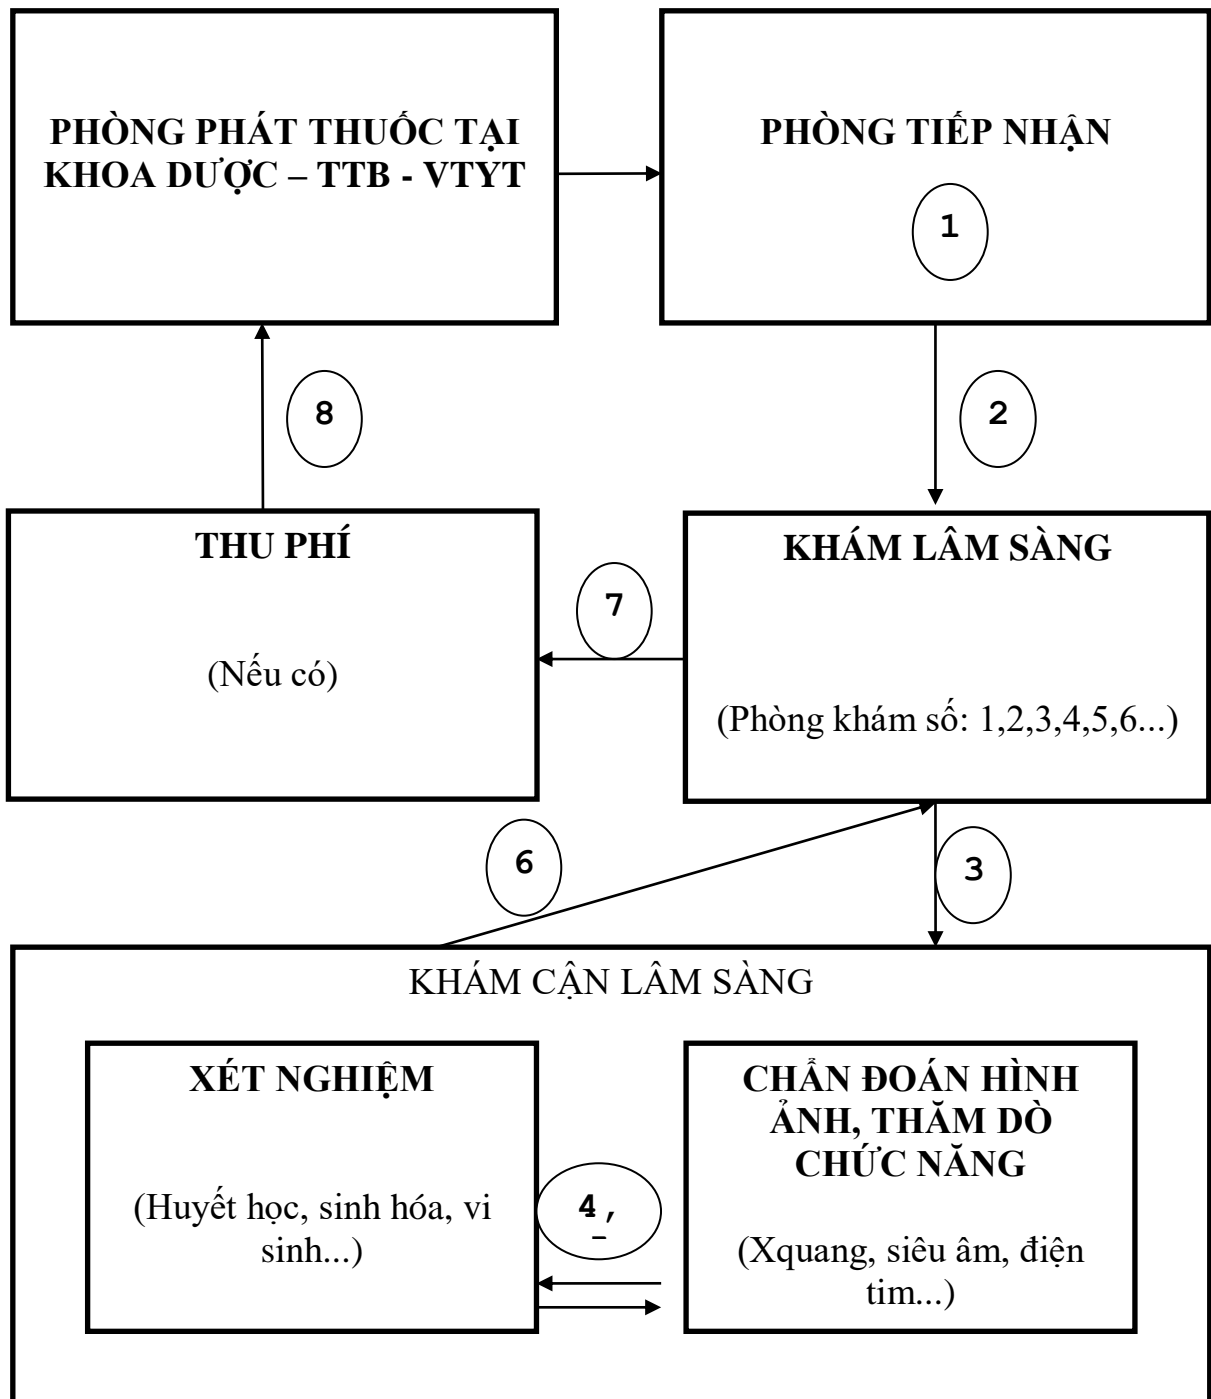 PHÒNG PHÁT THUỐC TẠI
KHOA DƯỢC – TTB - VTYT
PHÒNG TIẾP NHẬN
1
8
2
THU PHÍ
(Nếu có)
7
KHÁM LÂM SÀNG
(Phòng khám số: 1,2,3,4,5,6...)
6
3
KHÁM CẬN LÂM SÀNG
XÉT NGHIỆM
(Huyết học, sinh hóa, vi
sinh...)
4,
CHẨN ĐOÁN HÌNH
ẢNH, THĂM DÒ
CHỨC NĂNG
(Xquang, siêu âm, điện
tim...)